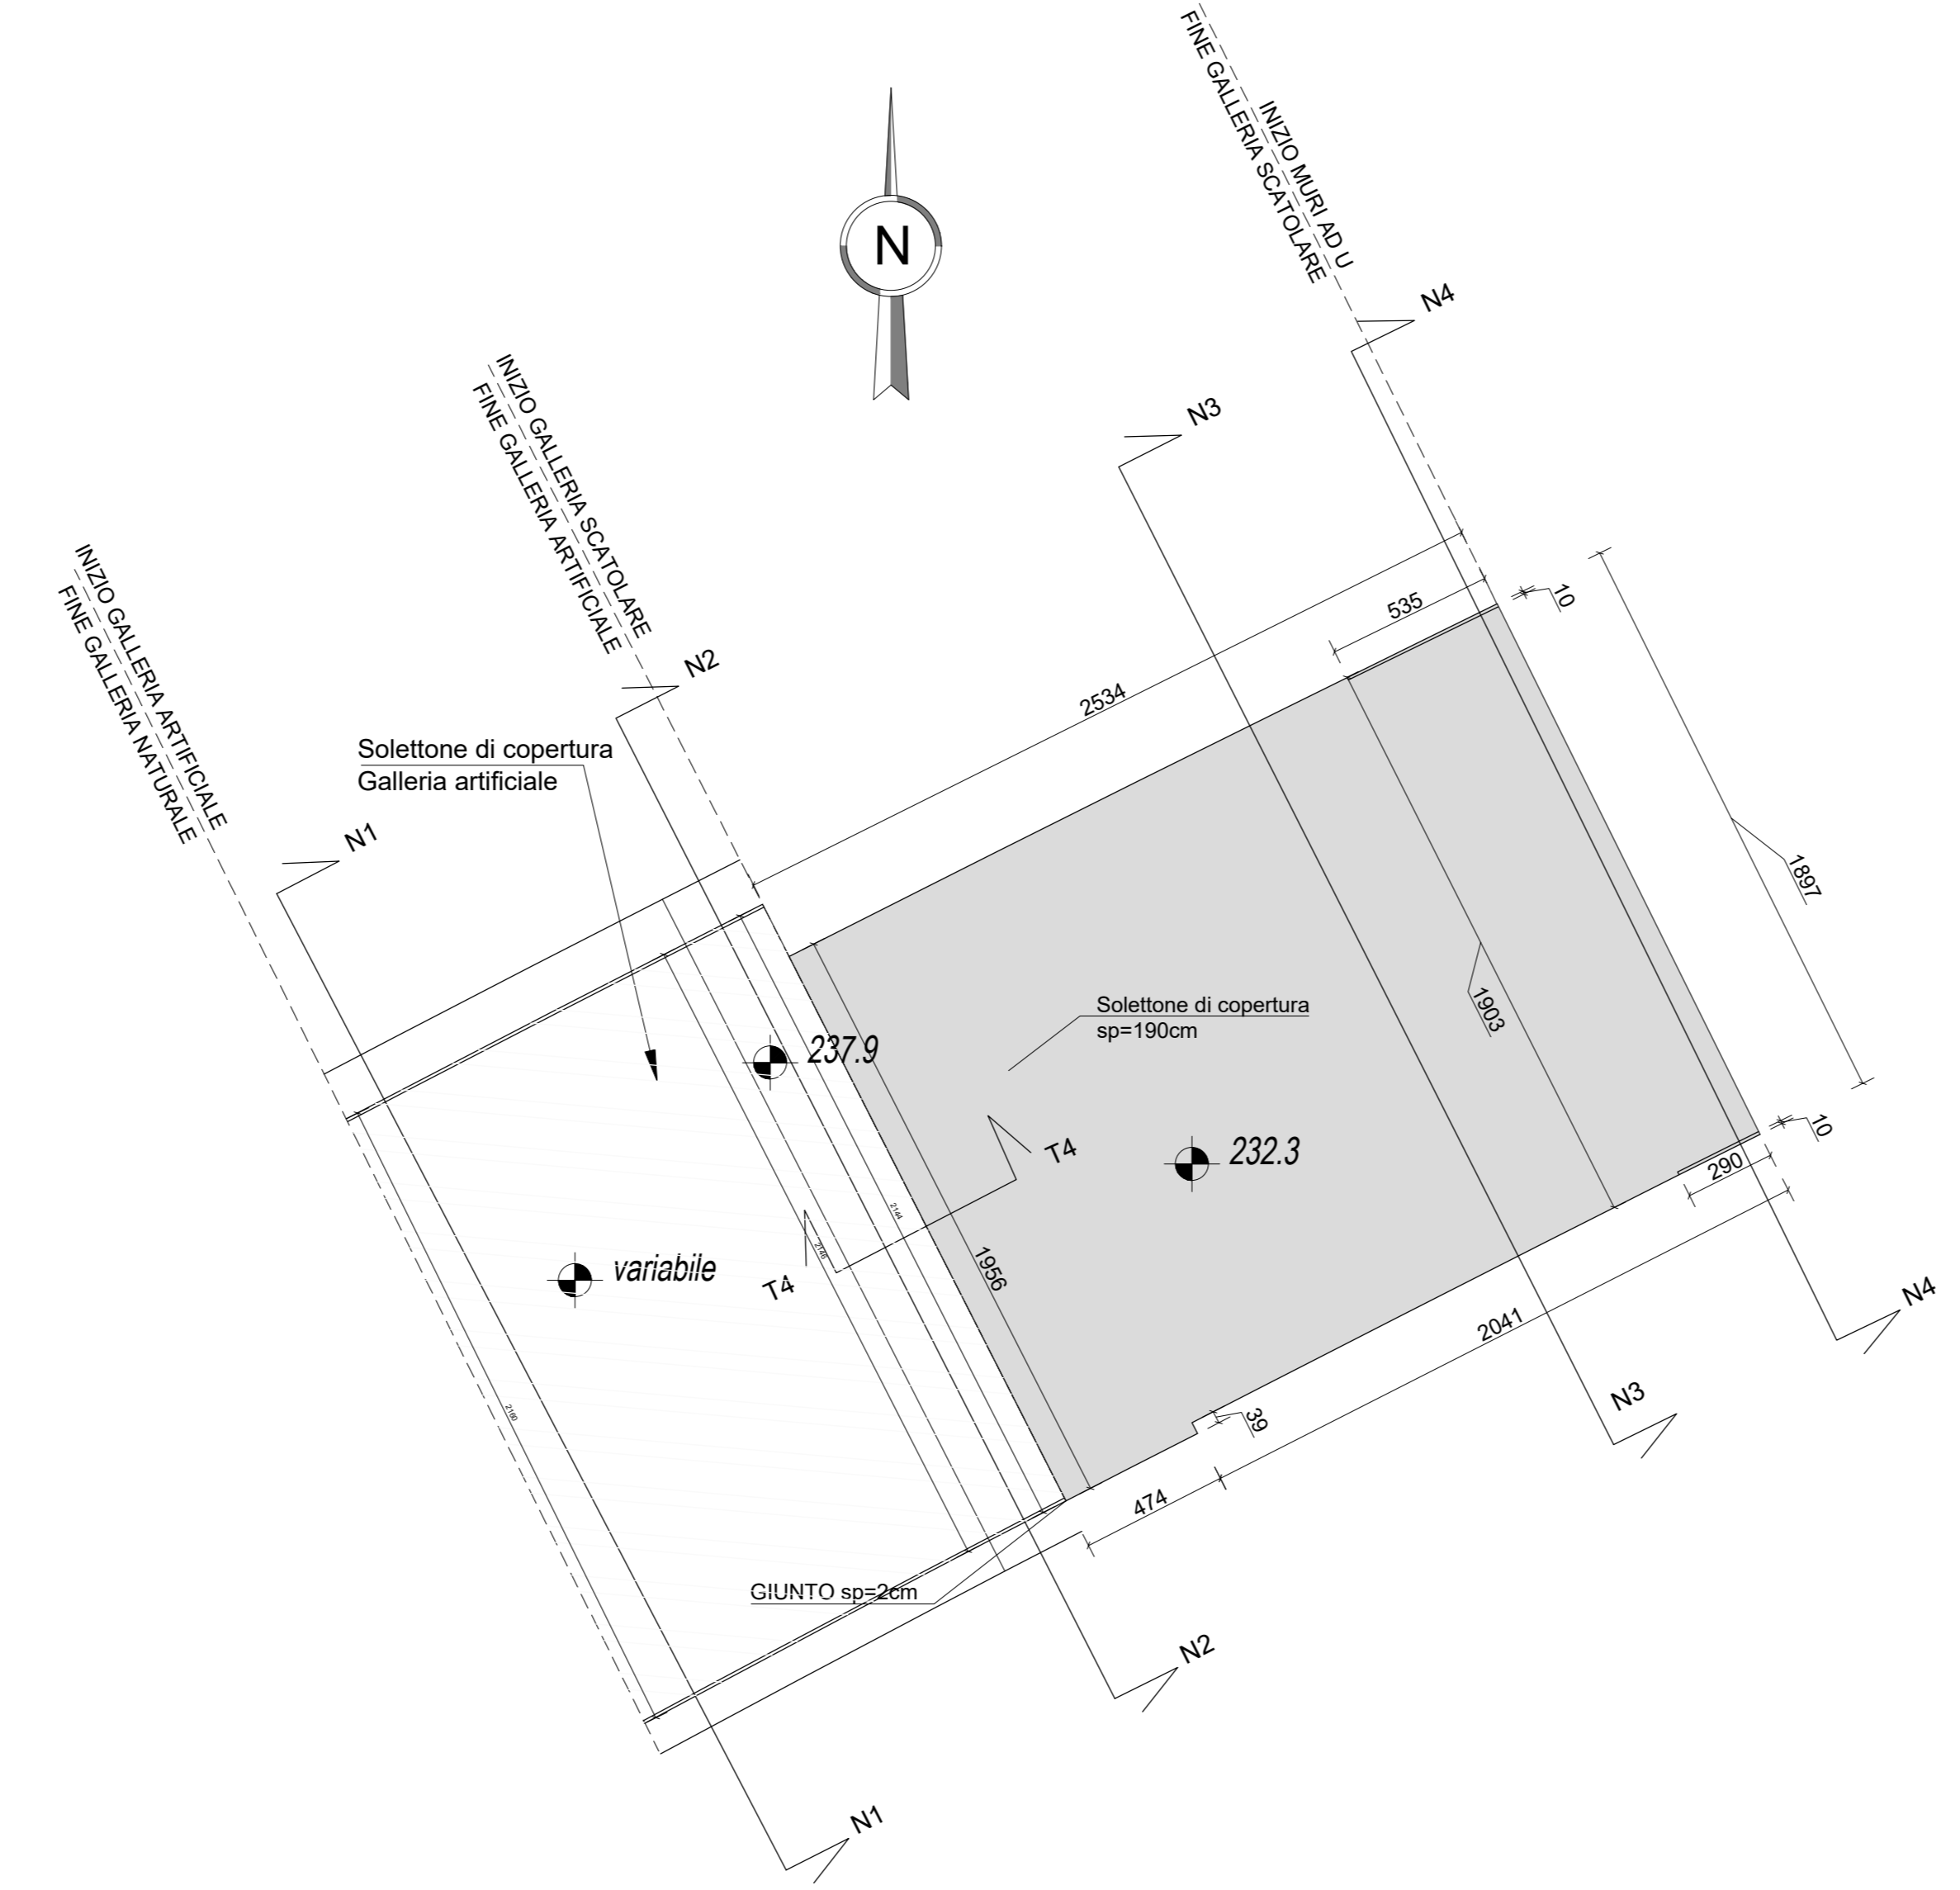 FINE GALLERIA SCATOLARE
INIZIO MURI AD U
N
N4
INIZIO GALLERIA SCATOLARE
FINE GALLERIA ARTIFICIALE
N3
INIZIO GALLERIA ARTIFICIALE
FINE GALLERIA NATURALE
10
535
N2
2534
Solettone di copertura
Galleria artificiale
N1
1897
Solettone di copertura
sp=190cm
1903
237.9
232.3
T4
10
290
2144
2146
1956
variabile
T4
N4
2041
N3
2160
39
474
GIUNTO sp=2cm
N2
N1